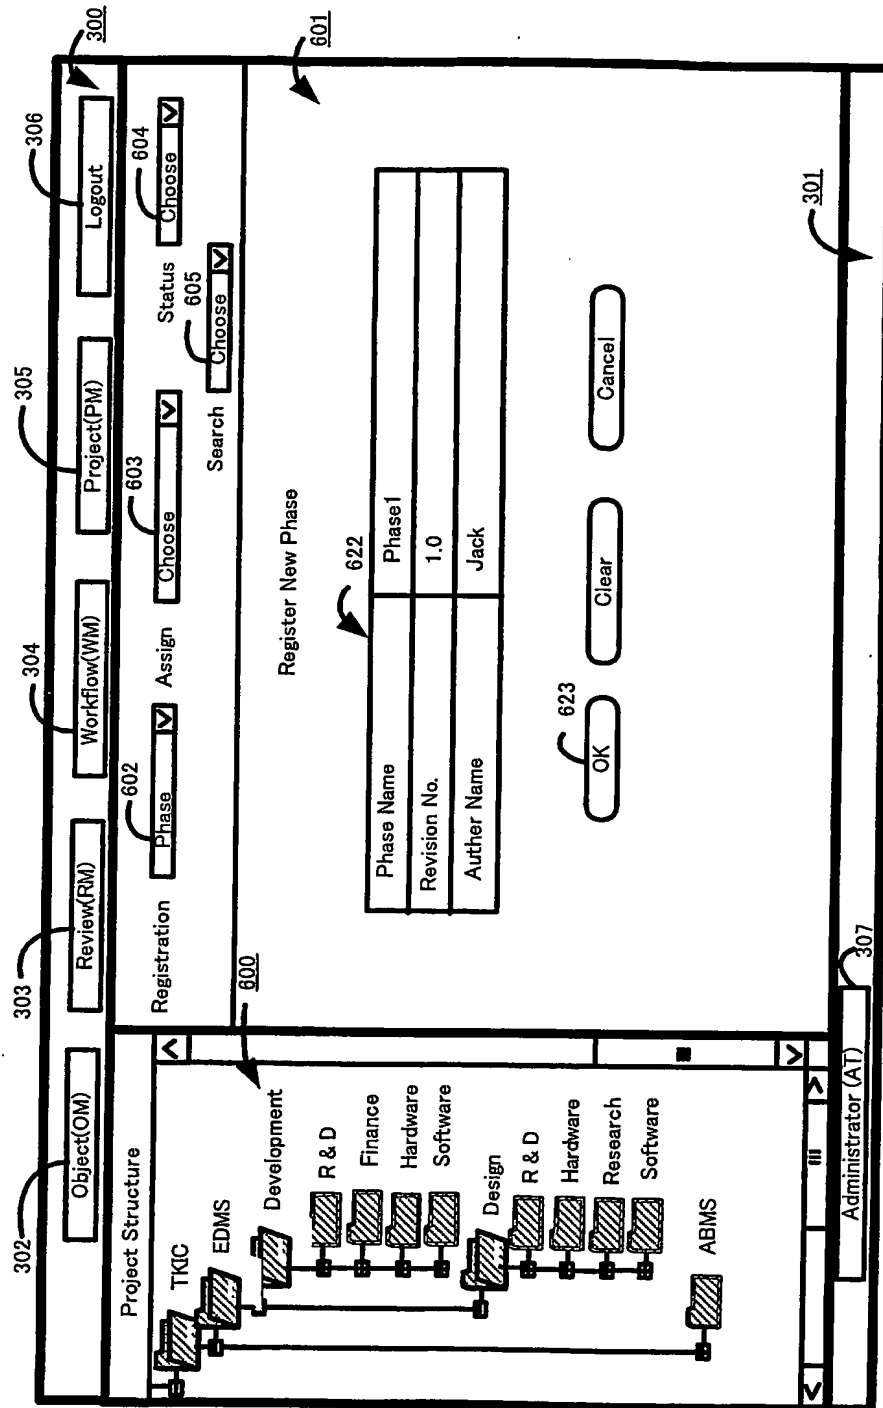 302
303
304
305
306
300
Object(OM)
Review(RM)
Workflow(WM)
Project(PM)
Logout
Project Structure
TKIC
EDMS
Development
R & D
Finance
Hardware
Software
Design
R & D
Hardware
Research
Software
ABMS
600
602
603
604
Registration
Phase
Assign
Choose
Status
Choose
605
Search
Choose
601
Register New Phase
622
Phase Name
Phase1
Revision No.
1.0
Auther Name
Jack
623
OK
Clear
Cancel
307
Administrator (AT)
301